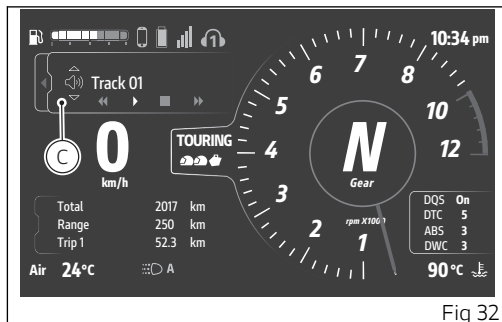 10:34 pm
1
Track 01
C
0
km/h
TOURING
N
Gear
rpm X1000
1
2
3
4
5
6
7
8
10
12
Total 2017 km
Range 250 km
Trip 1 52.3 km
DQS On
DTC 5
ABS 3
DWC 3
Air 24°C
A
90°C
Fig 32